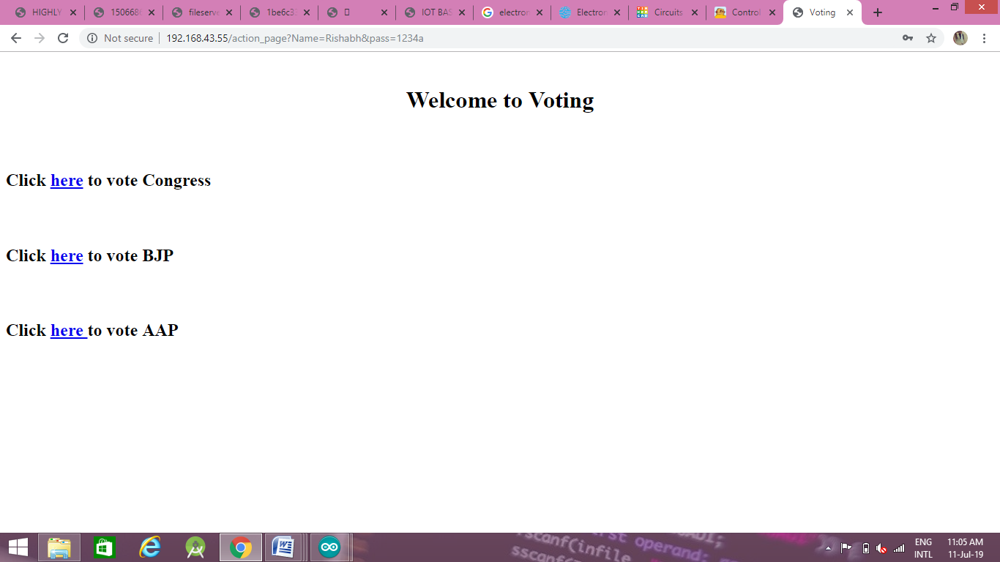 HIGHLY
150668
fileserve
1be6c3
IOT BAS
electron
Electron
Circuits
Control
Voting
Not secure
192.168.43.55/action_page?Name=Rishabh&pass=1234a
Welcome to Voting
Click here to vote Congress
Click here to vote BJP
Click here to vote AAP
rst operand:
scanf(infile
sscanf(
ENG
INTL
11:05 AM
11-Jul-19